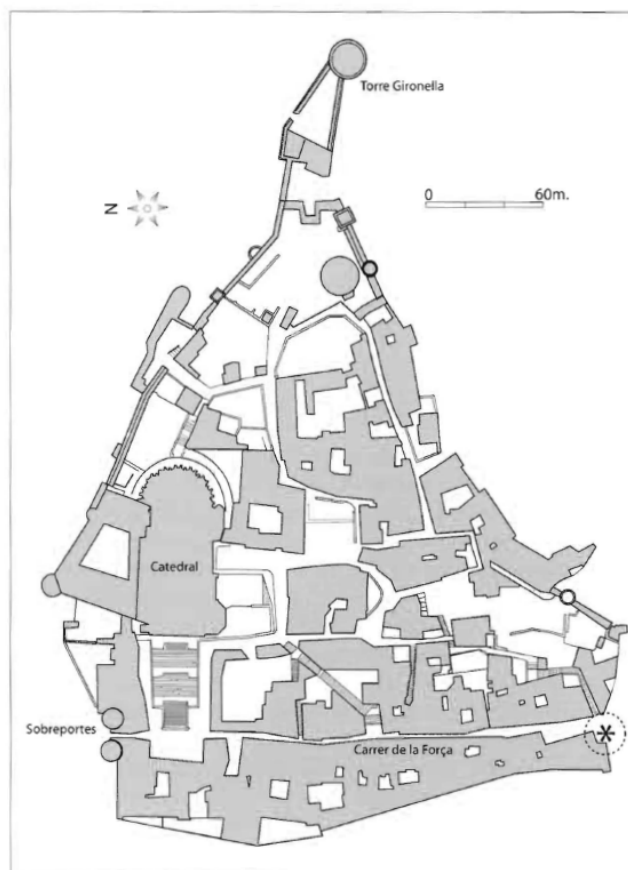 Torre Gironella
N
0 60m.
Catedral
Sobreportes
Carrer de la Força
*